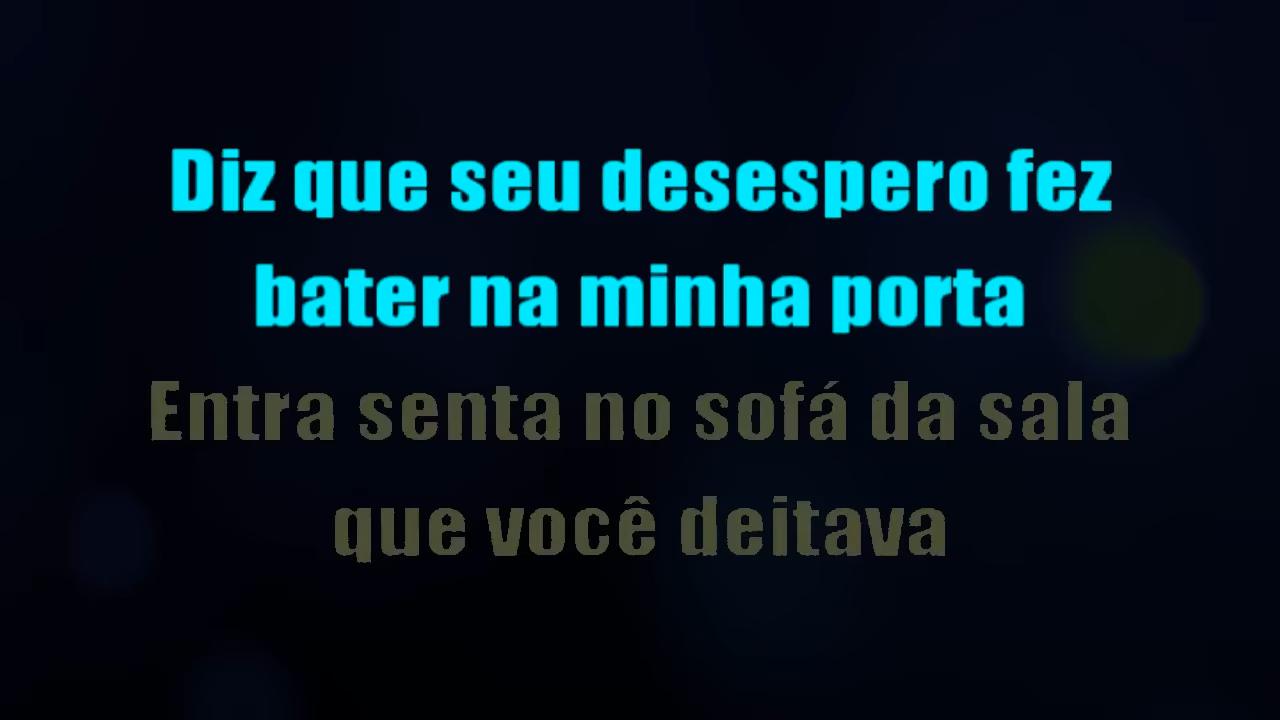 Diz que seu desespero fez
bater na minha porta
Entra senta no sofá da sala
que você deitava